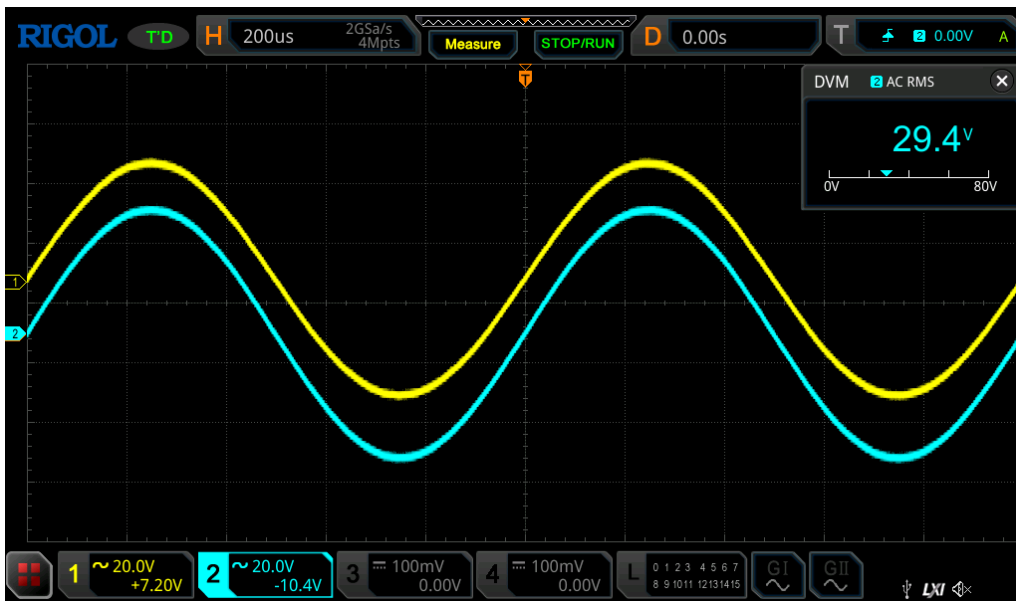 RIGOL T'D H 200us 2GSa/s 4Mpts Measure STOP/RUN D 0.00s T 2 0.00V A
T
DVM 2 AC RMS
29.4V
0V 80V
1
2
1 20.0V +7.20V 2 20.0V -10.4V 3 100mV 0.00V 4 100mV 0.00V L 0 1 2 3 4 5 6 7 GI GII
8 9 10 11 12 13 14 15
LXI